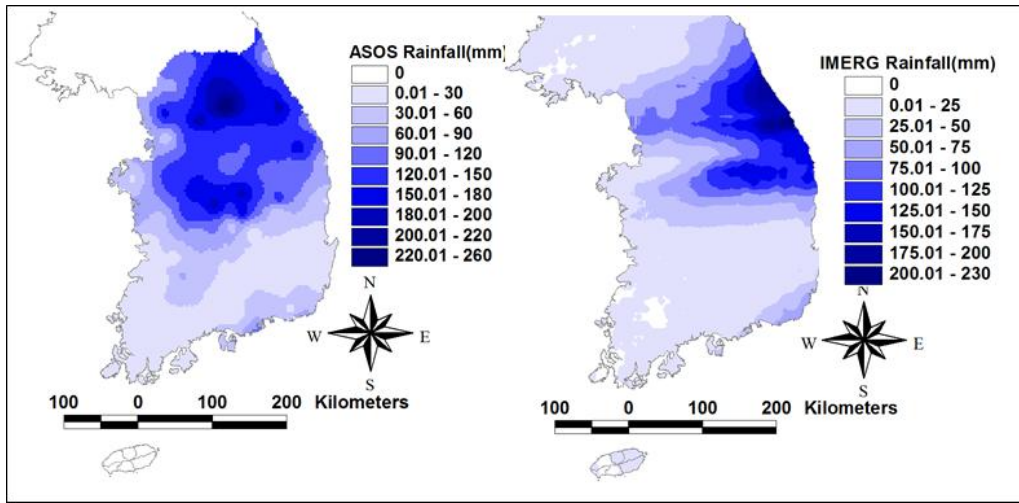 ASOS Rainfall(mm)
0
0.01 - 30
30.01 - 60
60.01 - 90
90.01 - 120
120.01 - 150
150.01 - 180
180.01 - 200
200.01 - 220
220.01 - 260
N
W E
S
100 0 100 200 Kilometers
IMERG Rainfall(mm)
0
0.01 - 25
25.01 - 50
50.01 - 75
75.01 - 100
100.01 - 125
125.01 - 150
150.01 - 175
175.01 - 200
200.01 - 230
N
W E
S
100 0 100 200 Kilometers